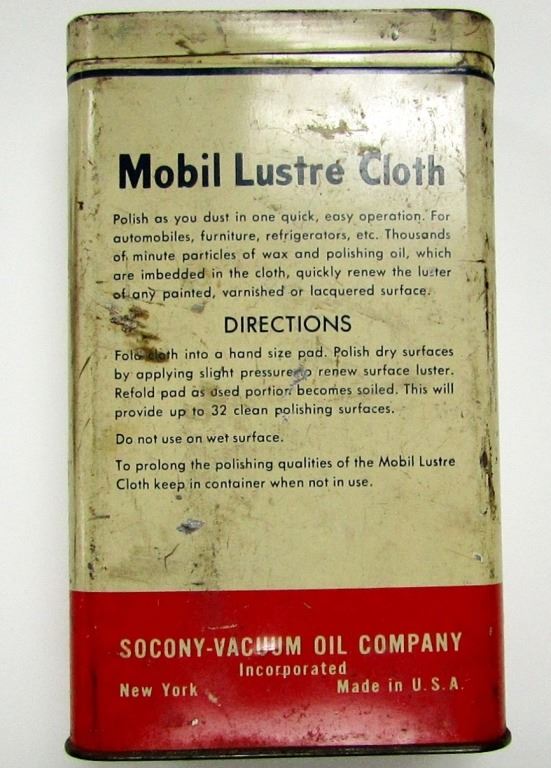 Mobil Lustre Cloth
Polish as you dust in one quick, easy operation. For
automobiles, furniture, refrigerators, etc. Thousands
of minute particles of wax and polishing oil, which
are imbedded in the cloth, quickly renew the luster
of any painted, varnished or lacquered surface.
DIRECTIONS
Fold cloth into a hand size pad. Polish dry surfaces
by applying slight pressure to renew surface luster.
Refold pad as used portion becomes soiled. This will
provide up to 32 clean polishing surfaces.
Do not use on wet surface.
To prolong the polishing qualities of the Mobil Lustre
Cloth keep in container when not in use.
SOCONY-VACUUM OIL COMPANY
Incorporated
New York Made in U.S.A.